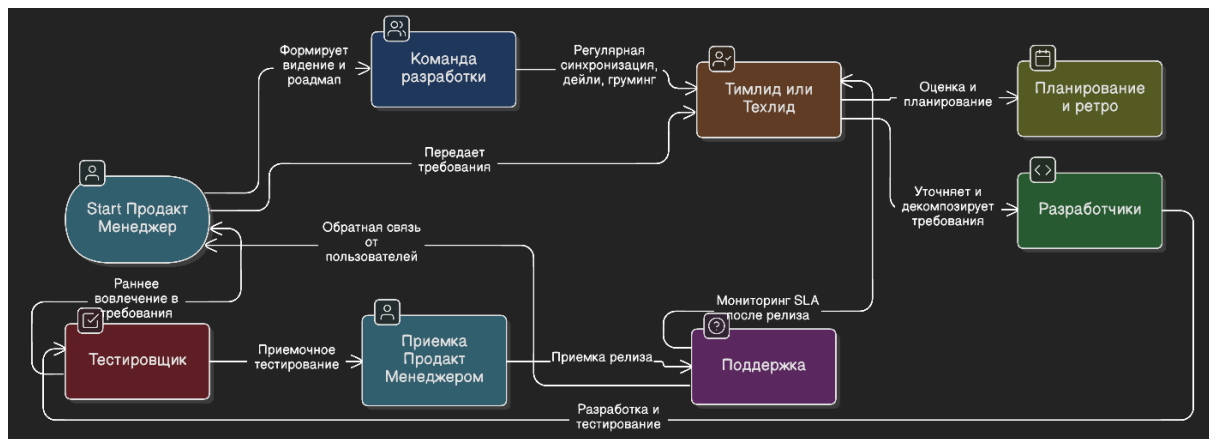 Формирует
видение и
роадмап
Команда
разработки
Регулярная
синхронизация,
дейли, груминг
Тимлид или
Техлид
Оценка и
планирование
Планирование
и ретро
Передает
требования
Start Продакт
Менеджер
Уточняет и
декомпозирует
требования
Разработчики
Обратная связь
от
пользователей
Раннее
вовлечение в
требования
Мониторинг SLA
после релиза
Тестировщик
Приемочное
тестирование
Приемка
Продакт
Менеджером
Приемка релиза
Поддержка
Разработка и
тестирование